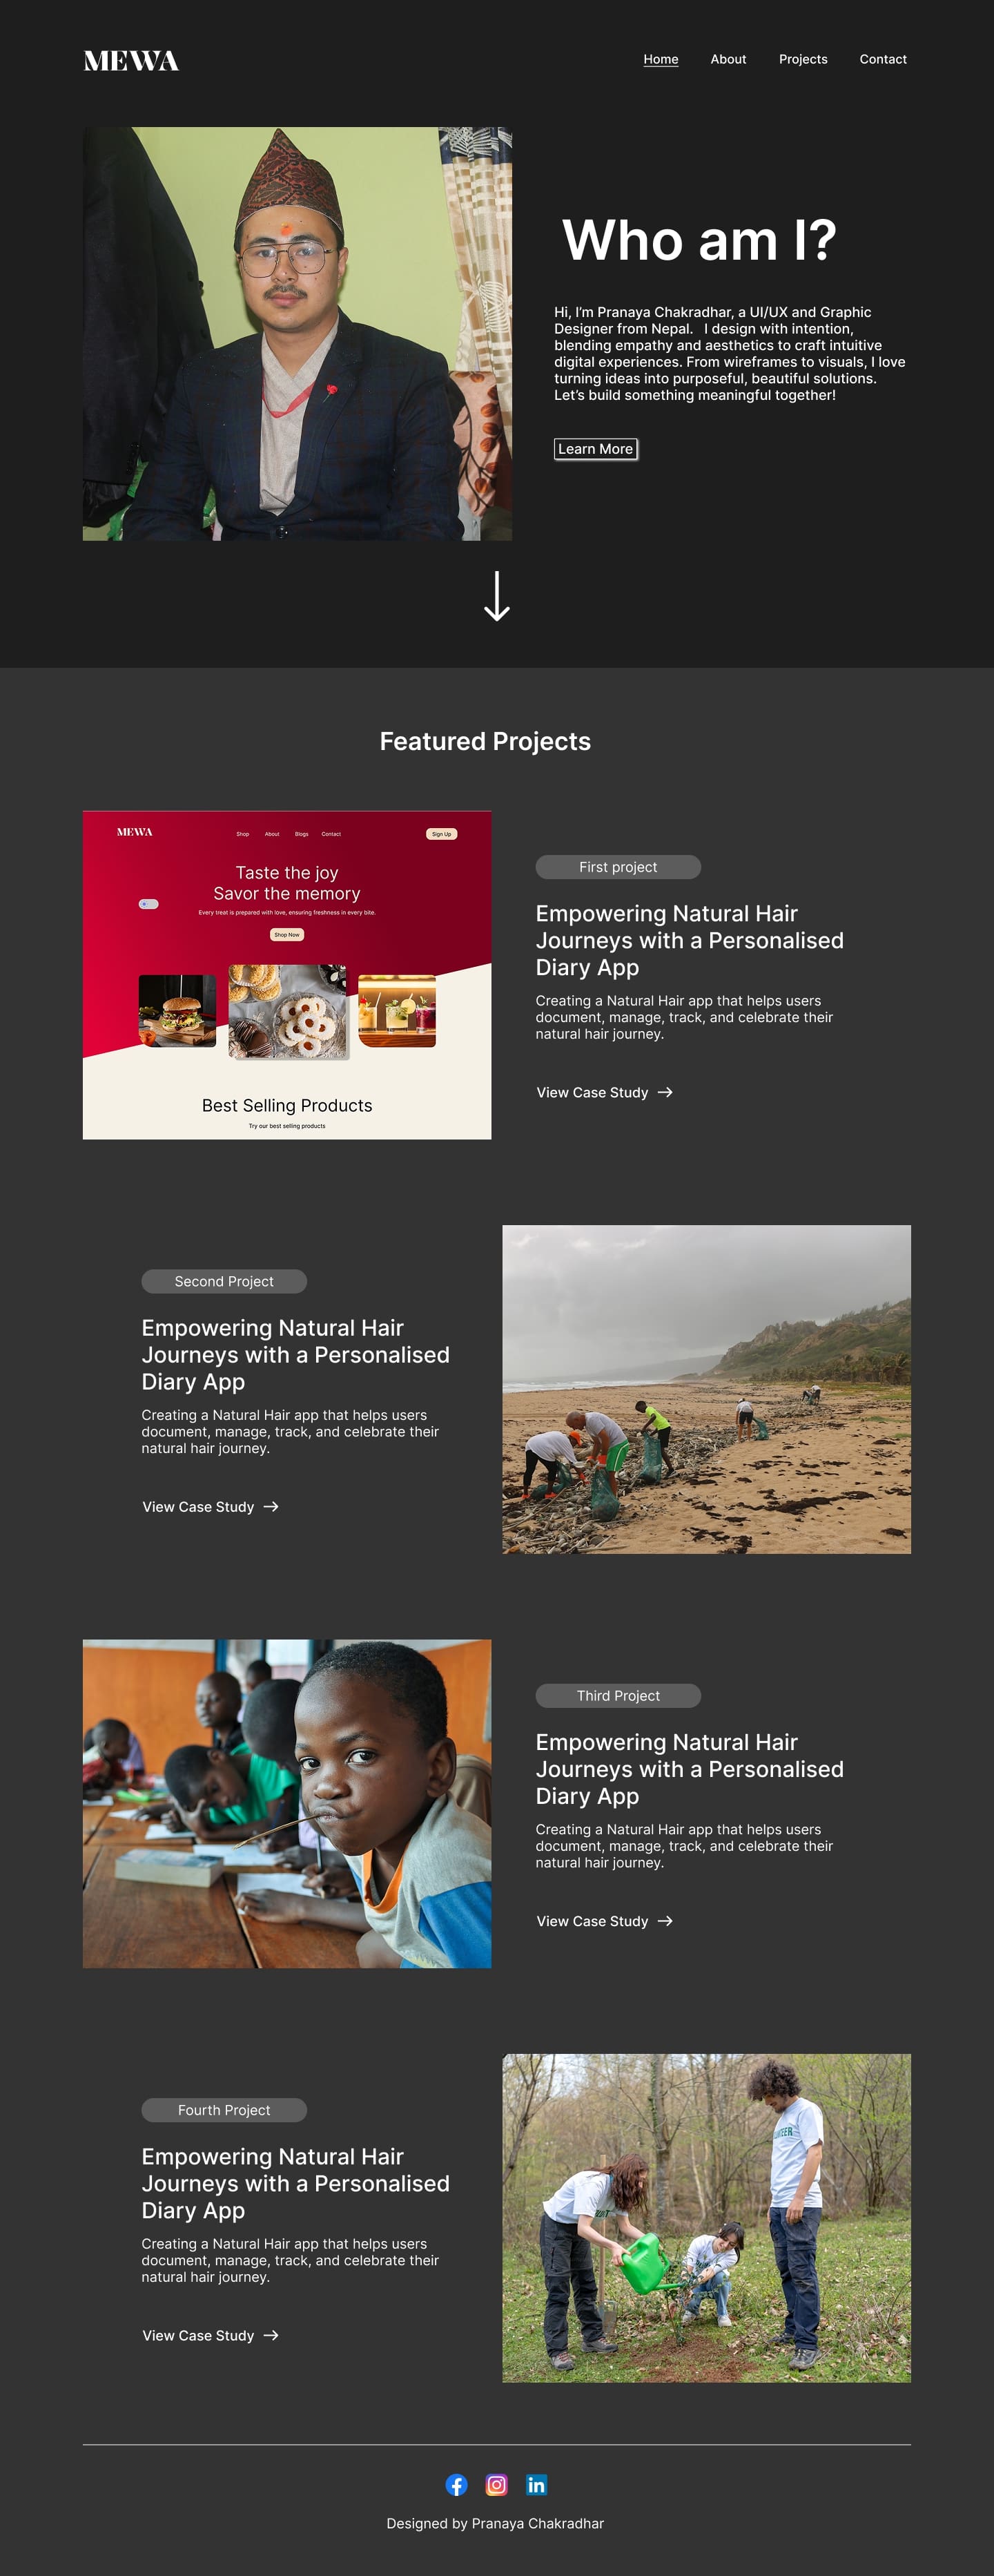 MEWA
Home About Projects Contact
Who am I?
Hi, I'm Pranaya Chakradhar, a UI/UX and Graphic
Designer from Nepal. I design with intention,
blending empathy and aesthetics to craft intuitive
digital experiences. From wireframes to visuals, I love
turning ideas into purposeful, beautiful solutions.
Let's build something meaningful together!
Learn More
Featured Projects
MEWA
Shop About Blogs Contact
Sign Up
Taste the joy
Savor the memory
Every treat is prepared with love, ensuring freshness in every bite.
Shop Now
Best Selling Products
Try our best selling products
First project
Empowering Natural Hair
Journeys with a Personalised
Diary App
Creating a Natural Hair app that helps users
document, manage, track, and celebrate their
natural hair journey.
View Case Study
Second Project
Empowering Natural Hair
Journeys with a Personalised
Diary App
Creating a Natural Hair app that helps users
document, manage, track, and celebrate their
natural hair journey.
View Case Study
Third Project
Empowering Natural Hair
Journeys with a Personalised
Diary App
Creating a Natural Hair app that helps users
document, manage, track, and celebrate their
natural hair journey.
View Case Study
Fourth Project
Empowering Natural Hair
Journeys with a Personalised
Diary App
Creating a Natural Hair app that helps users
document, manage, track, and celebrate their
natural hair journey.
View Case Study
in
Designed by Pranaya Chakradhar